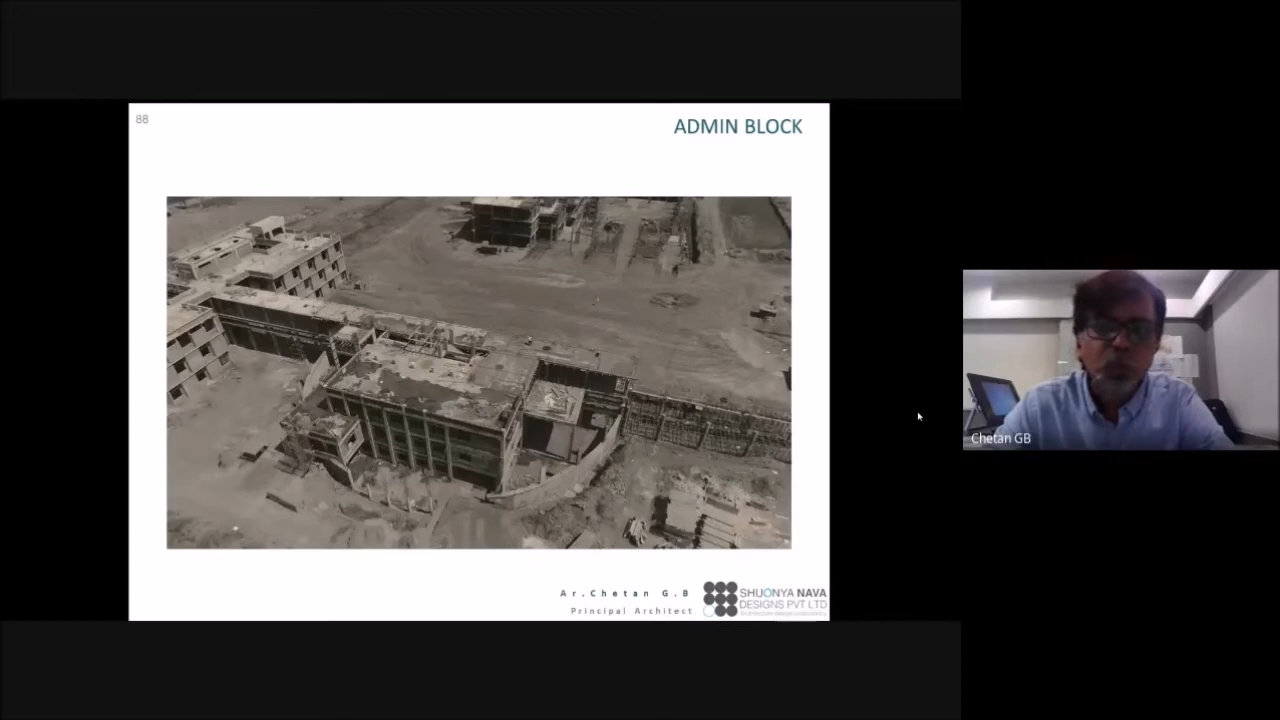 88
ADMIN BLOCK
Ar.Chetan G.B
Principal Architect
SHUONYA NAVA
DESIGNS PVT LTD
Chetan GB